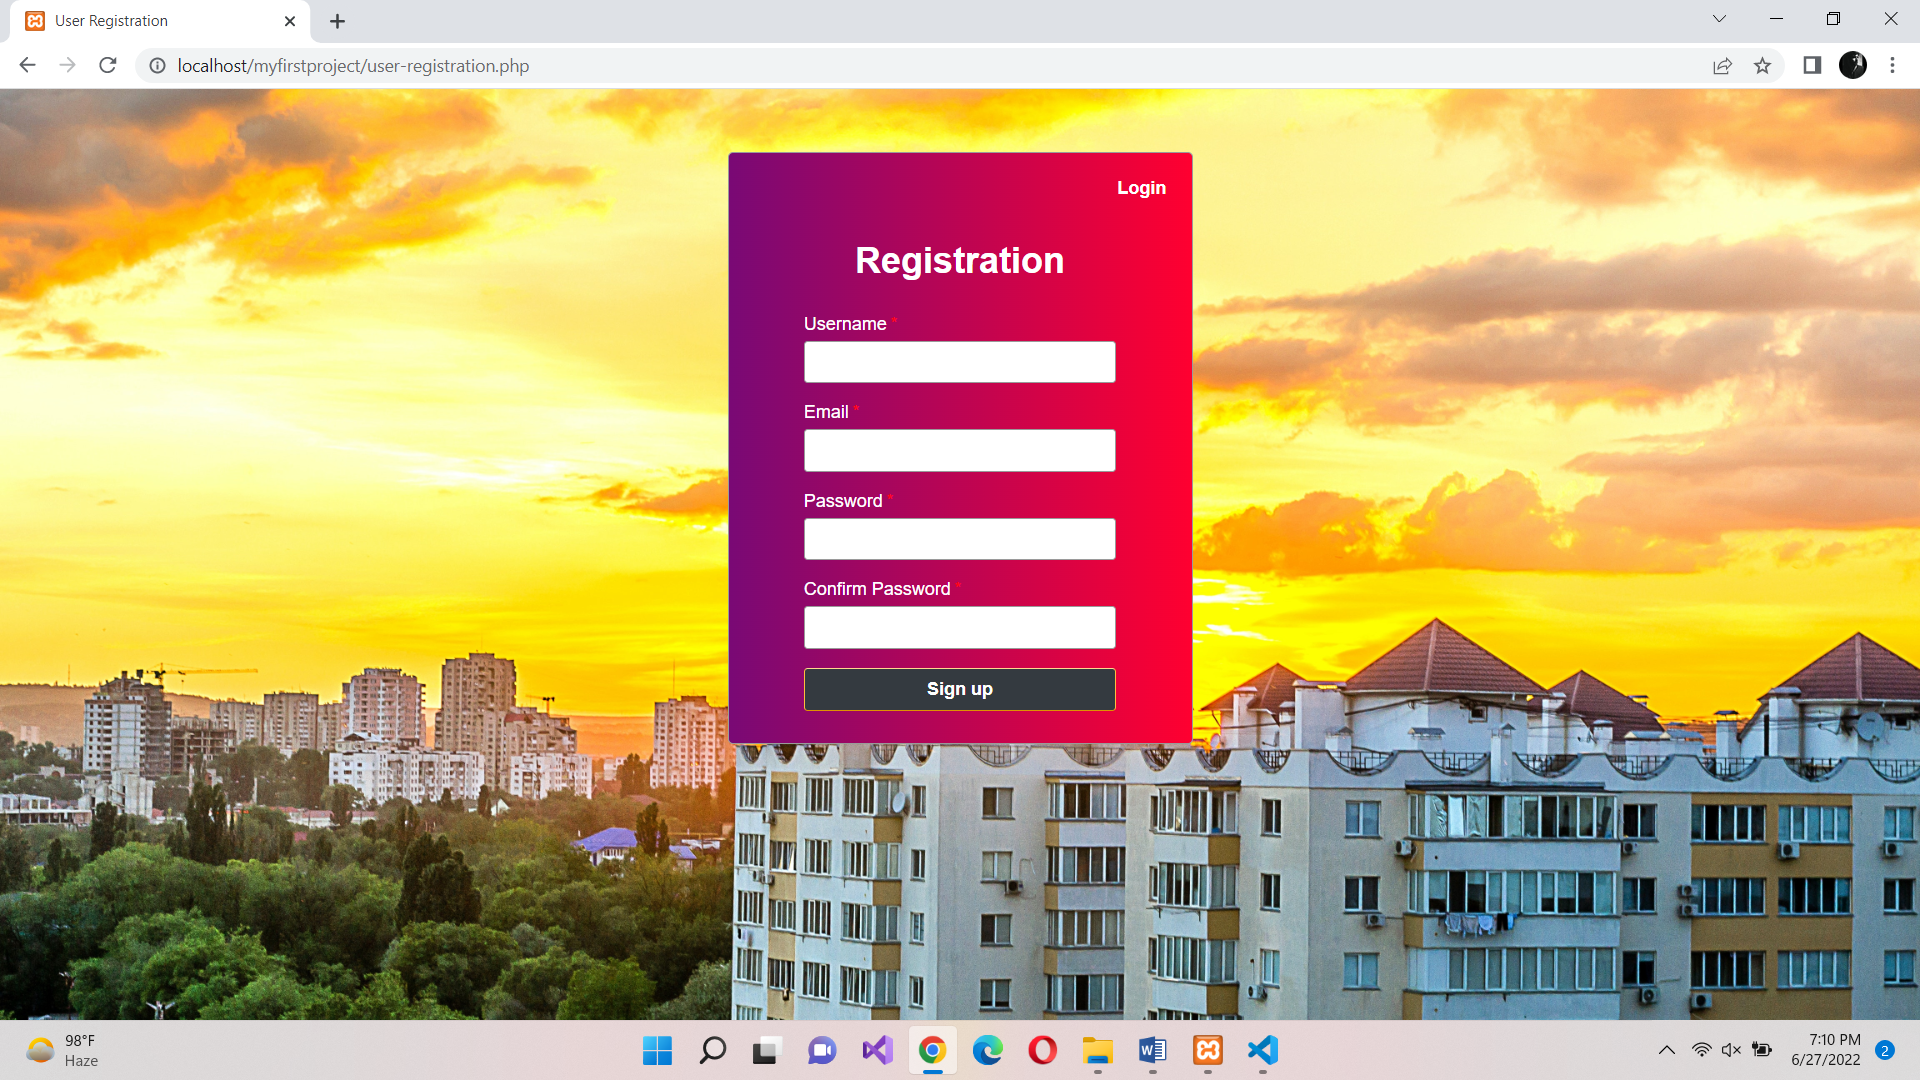 User Registration
localhost/myfirstproject/user-registration.php
Login
Registration
Username *
Email *
Password *
Confirm Password *
Sign up
98°F
Haze
7:10 PM
6/27/2022
2